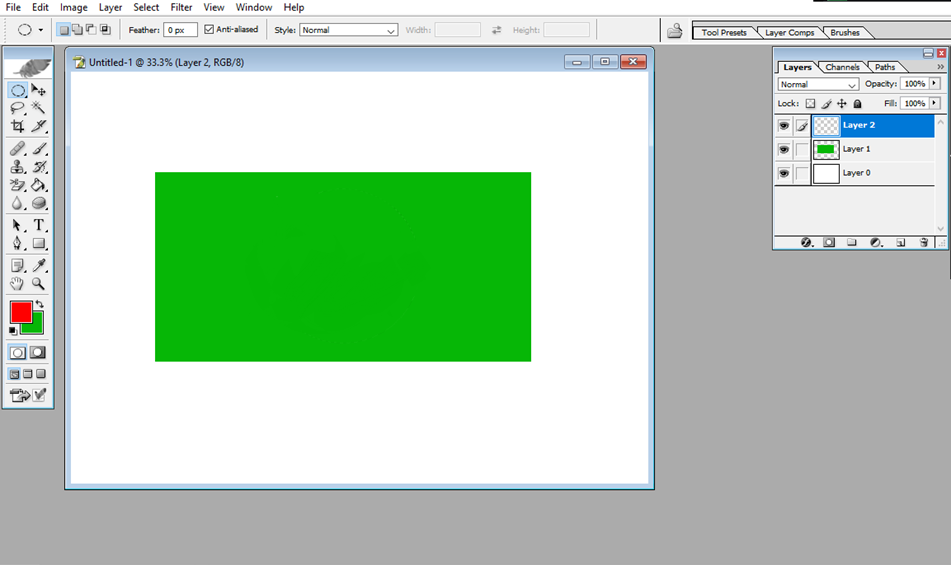 File Edit Image Layer Select Filter View Window Help
Feather: 0 px Anti-aliased Style: Normal Width: Height: Tool Presets Layer Comps Brushes
Untitled-1 @ 33.3% (Layer 2, RGB/8)
Layers Channels Paths
Normal Opacity: 100%
Lock: Fill: 100%
Layer 2
Layer 1
Layer 0
T